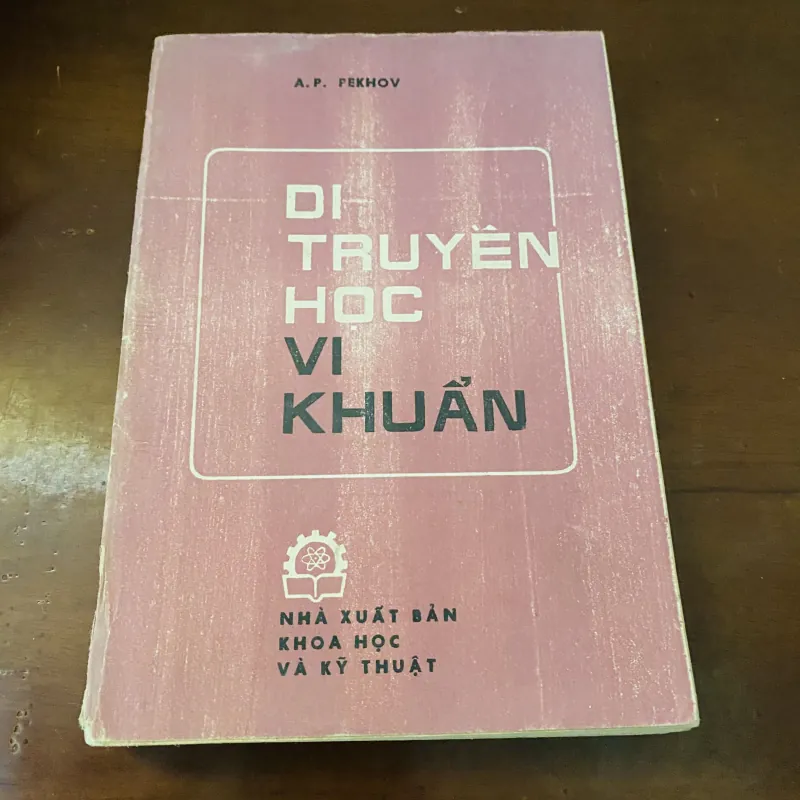 A.P. PEKHOV
DI
TRUYỀN
HỌC
VI
KHUẨN
NHÀ XUẤT BẢN
KHOA HỌC
VÀ KỸ THUẬT